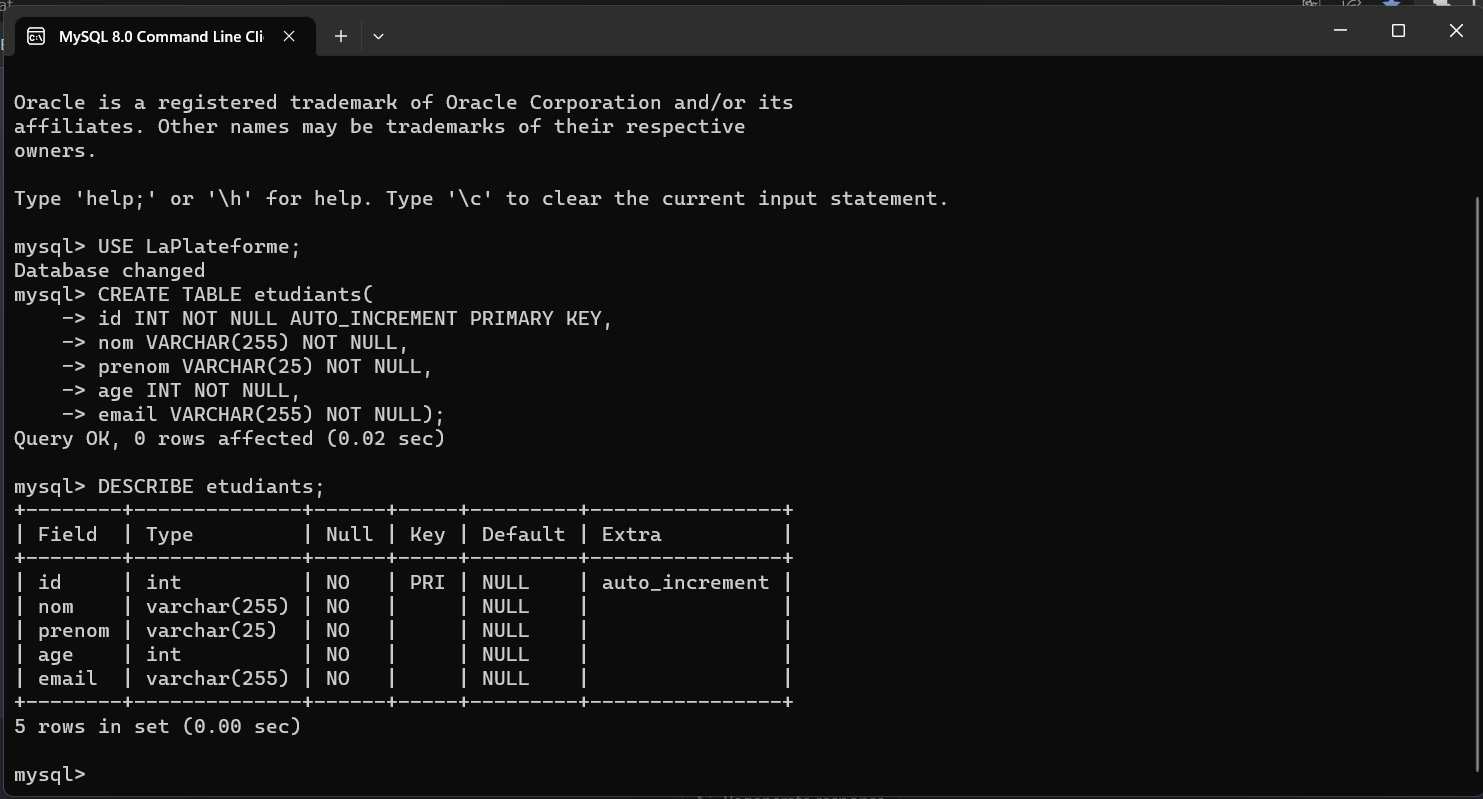 MySQL 8.0 Command Line Cli
Oracle is a registered trademark of Oracle Corporation and/or its
affiliates. Other names may be trademarks of their respective
owners.
Type 'help;' or '\h' for help. Type '\c' to clear the current input statement.
mysql> USE LaPlateforme;
Database changed
mysql> CREATE TABLE etudiants(
    -> id INT NOT NULL AUTO_INCREMENT PRIMARY KEY,
    -> nom VARCHAR(255) NOT NULL,
    -> prenom VARCHAR(25) NOT NULL,
    -> age INT NOT NULL,
    -> email VARCHAR(255) NOT NULL);
Query OK, 0 rows affected (0.02 sec)
mysql> DESCRIBE etudiants;
+--------+--------------+------+-----+---------+----------------+
| Field  | Type         | Null | Key | Default | Extra          |
+--------+--------------+------+-----+---------+----------------+
| id     | int          | NO   | PRI | NULL    | auto_increment |
| nom    | varchar(255) | NO   |     | NULL    |                |
| prenom | varchar(25)  | NO   |     | NULL    |                |
| age    | int          | NO   |     | NULL    |                |
| email  | varchar(255) | NO   |     | NULL    |                |
+--------+--------------+------+-----+---------+----------------+
5 rows in set (0.00 sec)
mysql>